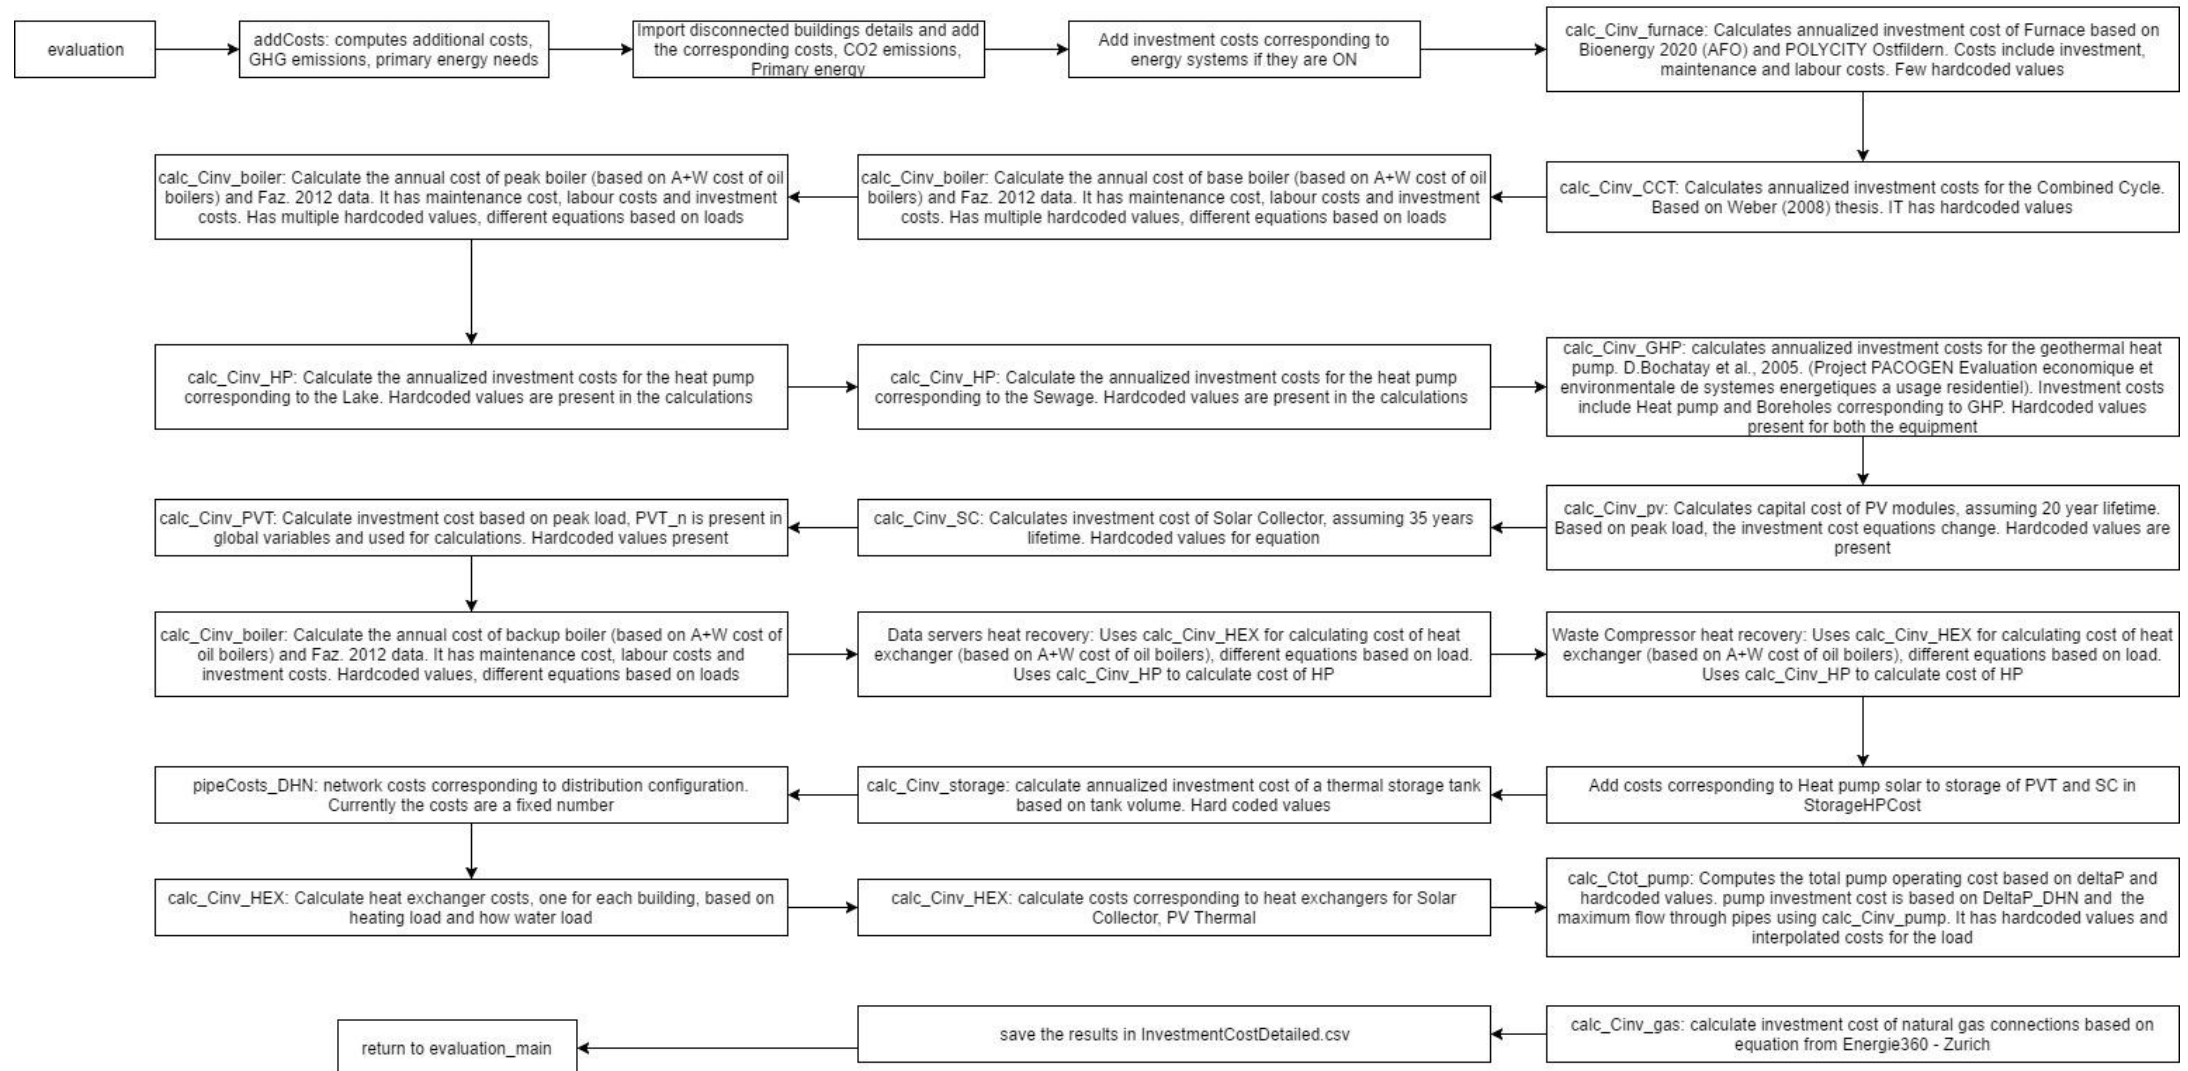 evaluation
addCosts: computes additional costs,
GHG emissions, primary energy needs
Import disconnected buildings details and add
the corresponding costs, CO2 emissions,
Primary energy
Add investment costs corresponding to
energy systems if they are ON
calc_Cinv_furnace: Calculates annualized investment cost of Furnace based on
Bioenergy 2020 (AFO) and POLYCITY Ostfildern. Costs include investment,
maintenance and labour costs. Few hardcoded values
calc_Cinv_CCT: Calculates annualized investment costs for the Combined Cycle.
Based on Weber (2008) thesis. IT has hardcoded values
calc_Cinv_boiler: Calculate the annual cost of base boiler (based on A+W cost of oil
boilers) and Faz. 2012 data. It has maintenance cost, labour costs and investment
costs. Has multiple hardcoded values, different equations based on loads
calc_Cinv_boiler: Calculate the annual cost of peak boiler (based on A+W cost of oil
boilers) and Faz. 2012 data. It has maintenance cost, labour costs and investment
costs. Has multiple hardcoded values, different equations based on loads
calc_Cinv_HP: Calculate the annualized investment costs for the heat pump
corresponding to the Lake. Hardcoded values are present in the calculations
calc_Cinv_HP: Calculate the annualized investment costs for the heat pump
corresponding to the Sewage. Hardcoded values are present in the calculations
calc_Cinv_GHP: calculates annualized investment costs for the geothermal heat
pump. D.Bochatay et al., 2005. (Project PACOGEN Evaluation economique et
environmentale de systemes energetiques a usage residentiel). Investment costs
include Heat pump and Boreholes corresponding to GHP. Hardcoded values
present for both the equipment
calc_Cinv_pv: Calculates capital cost of PV modules, assuming 20 year lifetime.
Based on peak load, the investment cost equations change. Hardcoded values are
present
calc_Cinv_SC: Calculates investment cost of Solar Collector, assuming 35 years
lifetime. Hardcoded values for equation
calc_Cinv_PVT: Calculate investment cost based on peak load, PVT_n is present in
global variables and used for calculations. Hardcoded values present
calc_Cinv_boiler: Calculate the annual cost of backup boiler (based on A+W cost of
oil boilers) and Faz. 2012 data. It has maintenance cost, labour costs and
investment costs. Hardcoded values, different equations based on loads
Data servers heat recovery: Uses calc_Cinv_HEX for calculating cost of heat
exchanger (based on A+W cost of oil boilers), different equations based on load.
Uses calc_Cinv_HP to calculate cost of HP
Waste Compressor heat recovery: Uses calc_Cinv_HEX for calculating cost of heat
exchanger (based on A+W cost of oil boilers), different equations based on load.
Uses calc_Cinv_HP to calculate cost of HP
Add costs corresponding to Heat pump solar to storage of PVT and SC in
StorageHPCost
calc_Cinv_storage: calculate annualized investment cost of a thermal storage tank
based on tank volume. Hard coded values
pipeCosts_DHN: network costs corresponding to distribution configuration.
Currently the costs are a fixed number
calc_Cinv_HEX: Calculate heat exchanger costs, one for each building, based on
heating load and how water load
calc_Cinv_HEX: calculate costs corresponding to heat exchangers for Solar
Collector, PV Thermal
calc_Ctot_pump: Computes the total pump operating cost based on deltaP and
hardcoded values. pump investment cost is based on DeltaP_DHN and the
maximum flow through pipes using calc_Cinv_pump. It has hardcoded values and
interpolated costs for the load
calc_Cinv_gas: calculate investment cost of natural gas connections based on
equation from Energie360 - Zurich
save the results in InvestmentCostDetailed.csv
return to evaluation_main